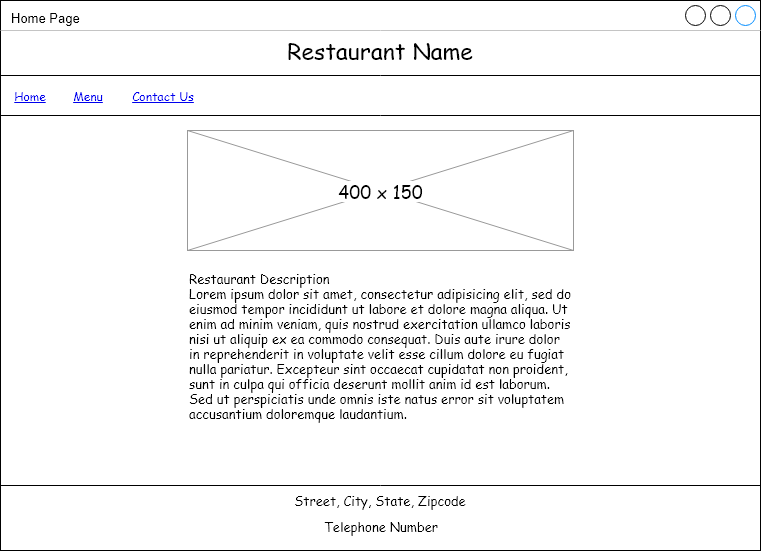 Home Page
Restaurant Name
Home Menu Contact Us
400 x 150
Restaurant Description
Lorem ipsum dolor sit amet, consectetur adipisicing elit, sed do
eiusmod tempor incididunt ut labore et dolore magna aliqua. Ut
enim ad minim veniam, quis nostrud exercitation ullamco laboris
nisi ut aliquip ex ea commodo consequat. Duis aute irure dolor
in reprehenderit in voluptate velit esse cillum dolore eu fugiat
nulla pariatur. Excepteur sint occaecat cupidatat non proident,
sunt in culpa qui officia deserunt mollit anim id est laborum.
Sed ut perspiciatis unde omnis iste natus error sit voluptatem
accusantium doloremque laudantium.
Street, City, State, Zipcode
Telephone Number